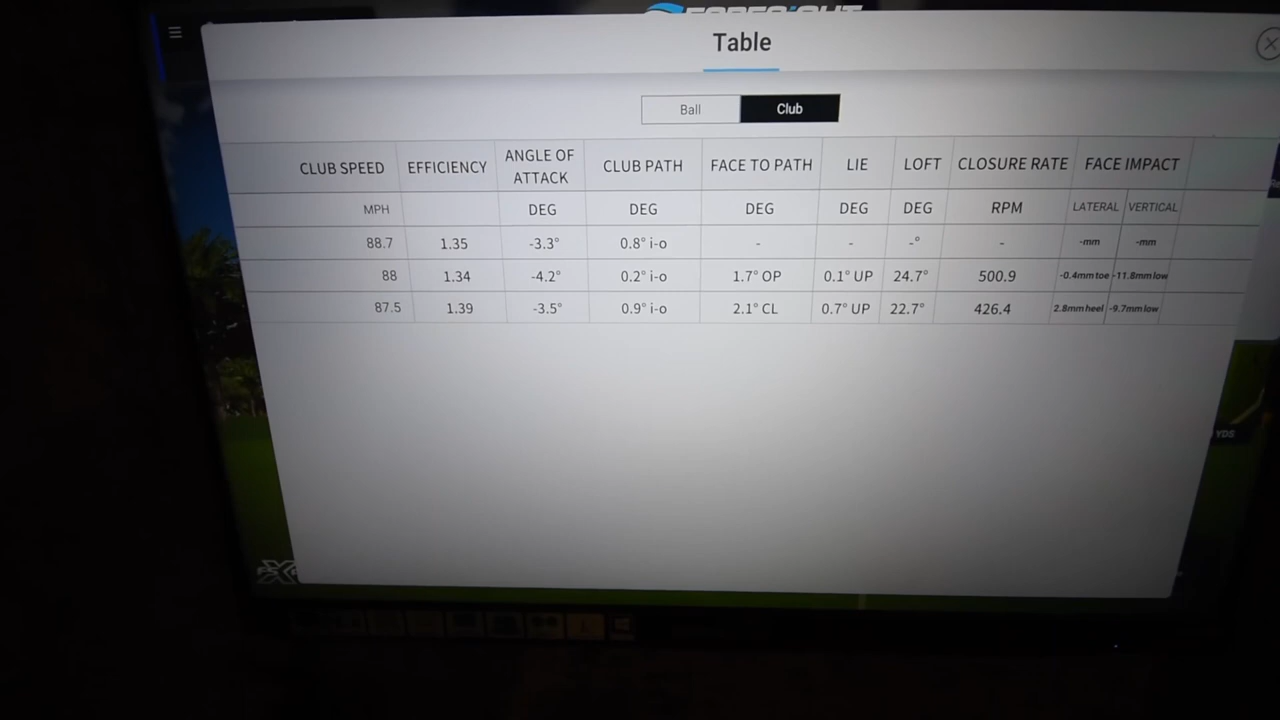 FORESIGHT
Table
Ball Club
CLUB SPEED EFFICIENCY ANGLE OF ATTACK CLUB PATH FACE TO PATH LIE LOFT CLOSURE RATE FACE IMPACT
MPH DEG DEG DEG DEG DEG RPM LATERAL VERTICAL
88.7 1.35 -3.3° 0.8° i-o - - -° - -mm -mm
88 1.34 -4.2° 0.2° i-o 1.7° OP 0.1° UP 24.7° 500.9 -0.4mm toe -11.8mm low
87.5 1.39 -3.5° 0.9° i-o 2.1° CL 0.7° UP 22.7° 426.4 2.8mm heel -9.7mm low
YDS